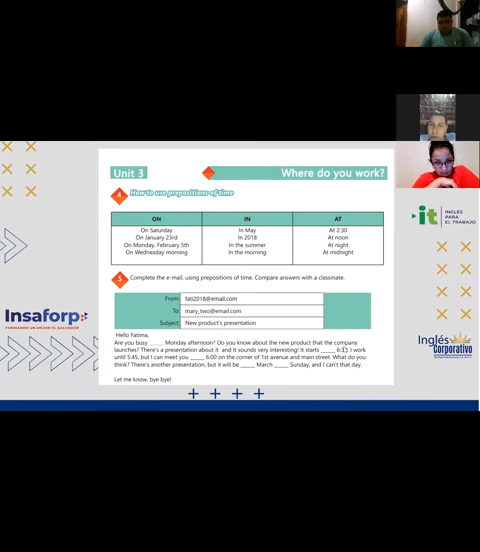 Unit 3
Where do you work?
4 How to use prepositions of time
ON IN AT
On Saturday In May At 2:30
On January 23rd In 2018 At noon
On Monday, February 5th In the summer At night
On Wednesday morning In the morning At midnight
5 Complete the e-mail, using prepositions of time. Compare answers with a classmate.
From: fati2018@email.com
To: mary_two@email.com
Subject: New product's presentation
Hello Fatima,
Are you busy _____ Monday afternoon? Do you know about the new product that the company
launches? There's a presentation about it and it sounds very interesting! It starts _____ I work
until 5:45, but I can meet you _____ 6:00 on the corner of 1st avenue and main street. What do you
think? There's another presentation, but it will be _____ March _____ Sunday, and I can't that day.
Let me know, bye bye!
Insaforp
FORMANDO UN MEJOR EL SALVADOR
it INGLÉS
PARA
EL TRABAJO
Inglés
Corporativo